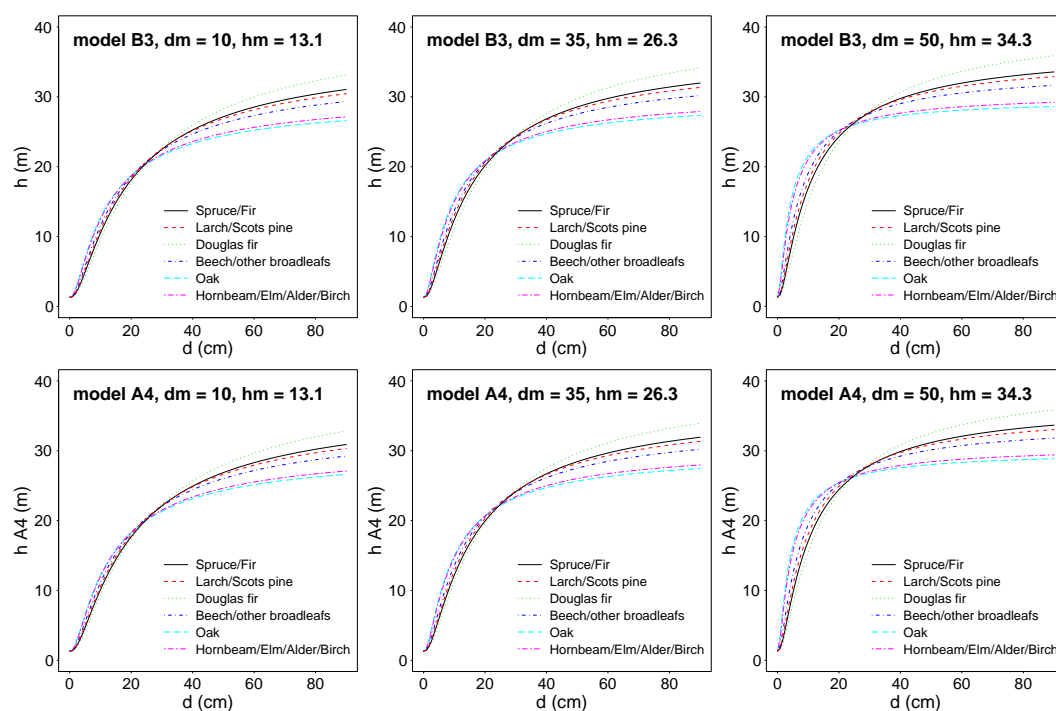 model B3, dm = 10, hm = 13.1
h (m)
40
30
20
10
0
Spruce/Fir
Larch/Scots pine
Douglas fir
Beech/other broadleafs
Oak
Hornbeam/Elm/Alder/Birch
0 20 40 60 80
d (cm)
model B3, dm = 35, hm = 26.3
h (m)
40
30
20
10
0
Spruce/Fir
Larch/Scots pine
Douglas fir
Beech/other broadleafs
Oak
Hornbeam/Elm/Alder/Birch
0 20 40 60 80
d (cm)
model B3, dm = 50, hm = 34.3
h (m)
40
30
20
10
0
Spruce/Fir
Larch/Scots pine
Douglas fir
Beech/other broadleafs
Oak
Hornbeam/Elm/Alder/Birch
0 20 40 60 80
d (cm)
model A4, dm = 10, hm = 13.1
h A4 (m)
40
30
20
10
0
Spruce/Fir
Larch/Scots pine
Douglas fir
Beech/other broadleafs
Oak
Hornbeam/Elm/Alder/Birch
0 20 40 60 80
d (cm)
model A4, dm = 35, hm = 26.3
h A4 (m)
40
30
20
10
0
Spruce/Fir
Larch/Scots pine
Douglas fir
Beech/other broadleafs
Oak
Hornbeam/Elm/Alder/Birch
0 20 40 60 80
d (cm)
model A4, dm = 50, hm = 34.3
h A4 (m)
40
30
20
10
0
Spruce/Fir
Larch/Scots pine
Douglas fir
Beech/other broadleafs
Oak
Hornbeam/Elm/Alder/Birch
0 20 40 60 80
d (cm)